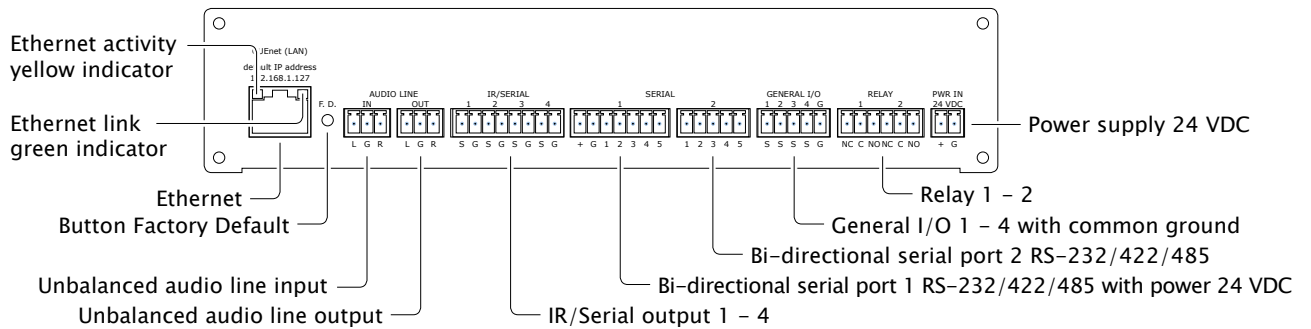 Ethernet activity
yellow indicator
Ethernet link
green indicator
Enet (LAN)
default IP address
.168.1.127
F. D.
AUDIO LINE
IN OUT
L G R L G R
IR/SERIAL
1 2 3 4
S G S G S G S G
SERIAL
1 2
+ G 1 2 3 4 5 1 2 3 4 5
GENERAL I/O
1 2 3 4 G
S S S S G
RELAY
1 2
NC C NO NC C NO
PWR IN
24 VDC
+ G
Power supply 24 VDC
Ethernet
Button Factory Default
Unbalanced audio line input
Unbalanced audio line output
IR/Serial output 1 – 4
Bi-directional serial port 1 RS-232/422/485 with power 24 VDC
Bi-directional serial port 2 RS-232/422/485
General I/O 1 – 4 with common ground
Relay 1 – 2